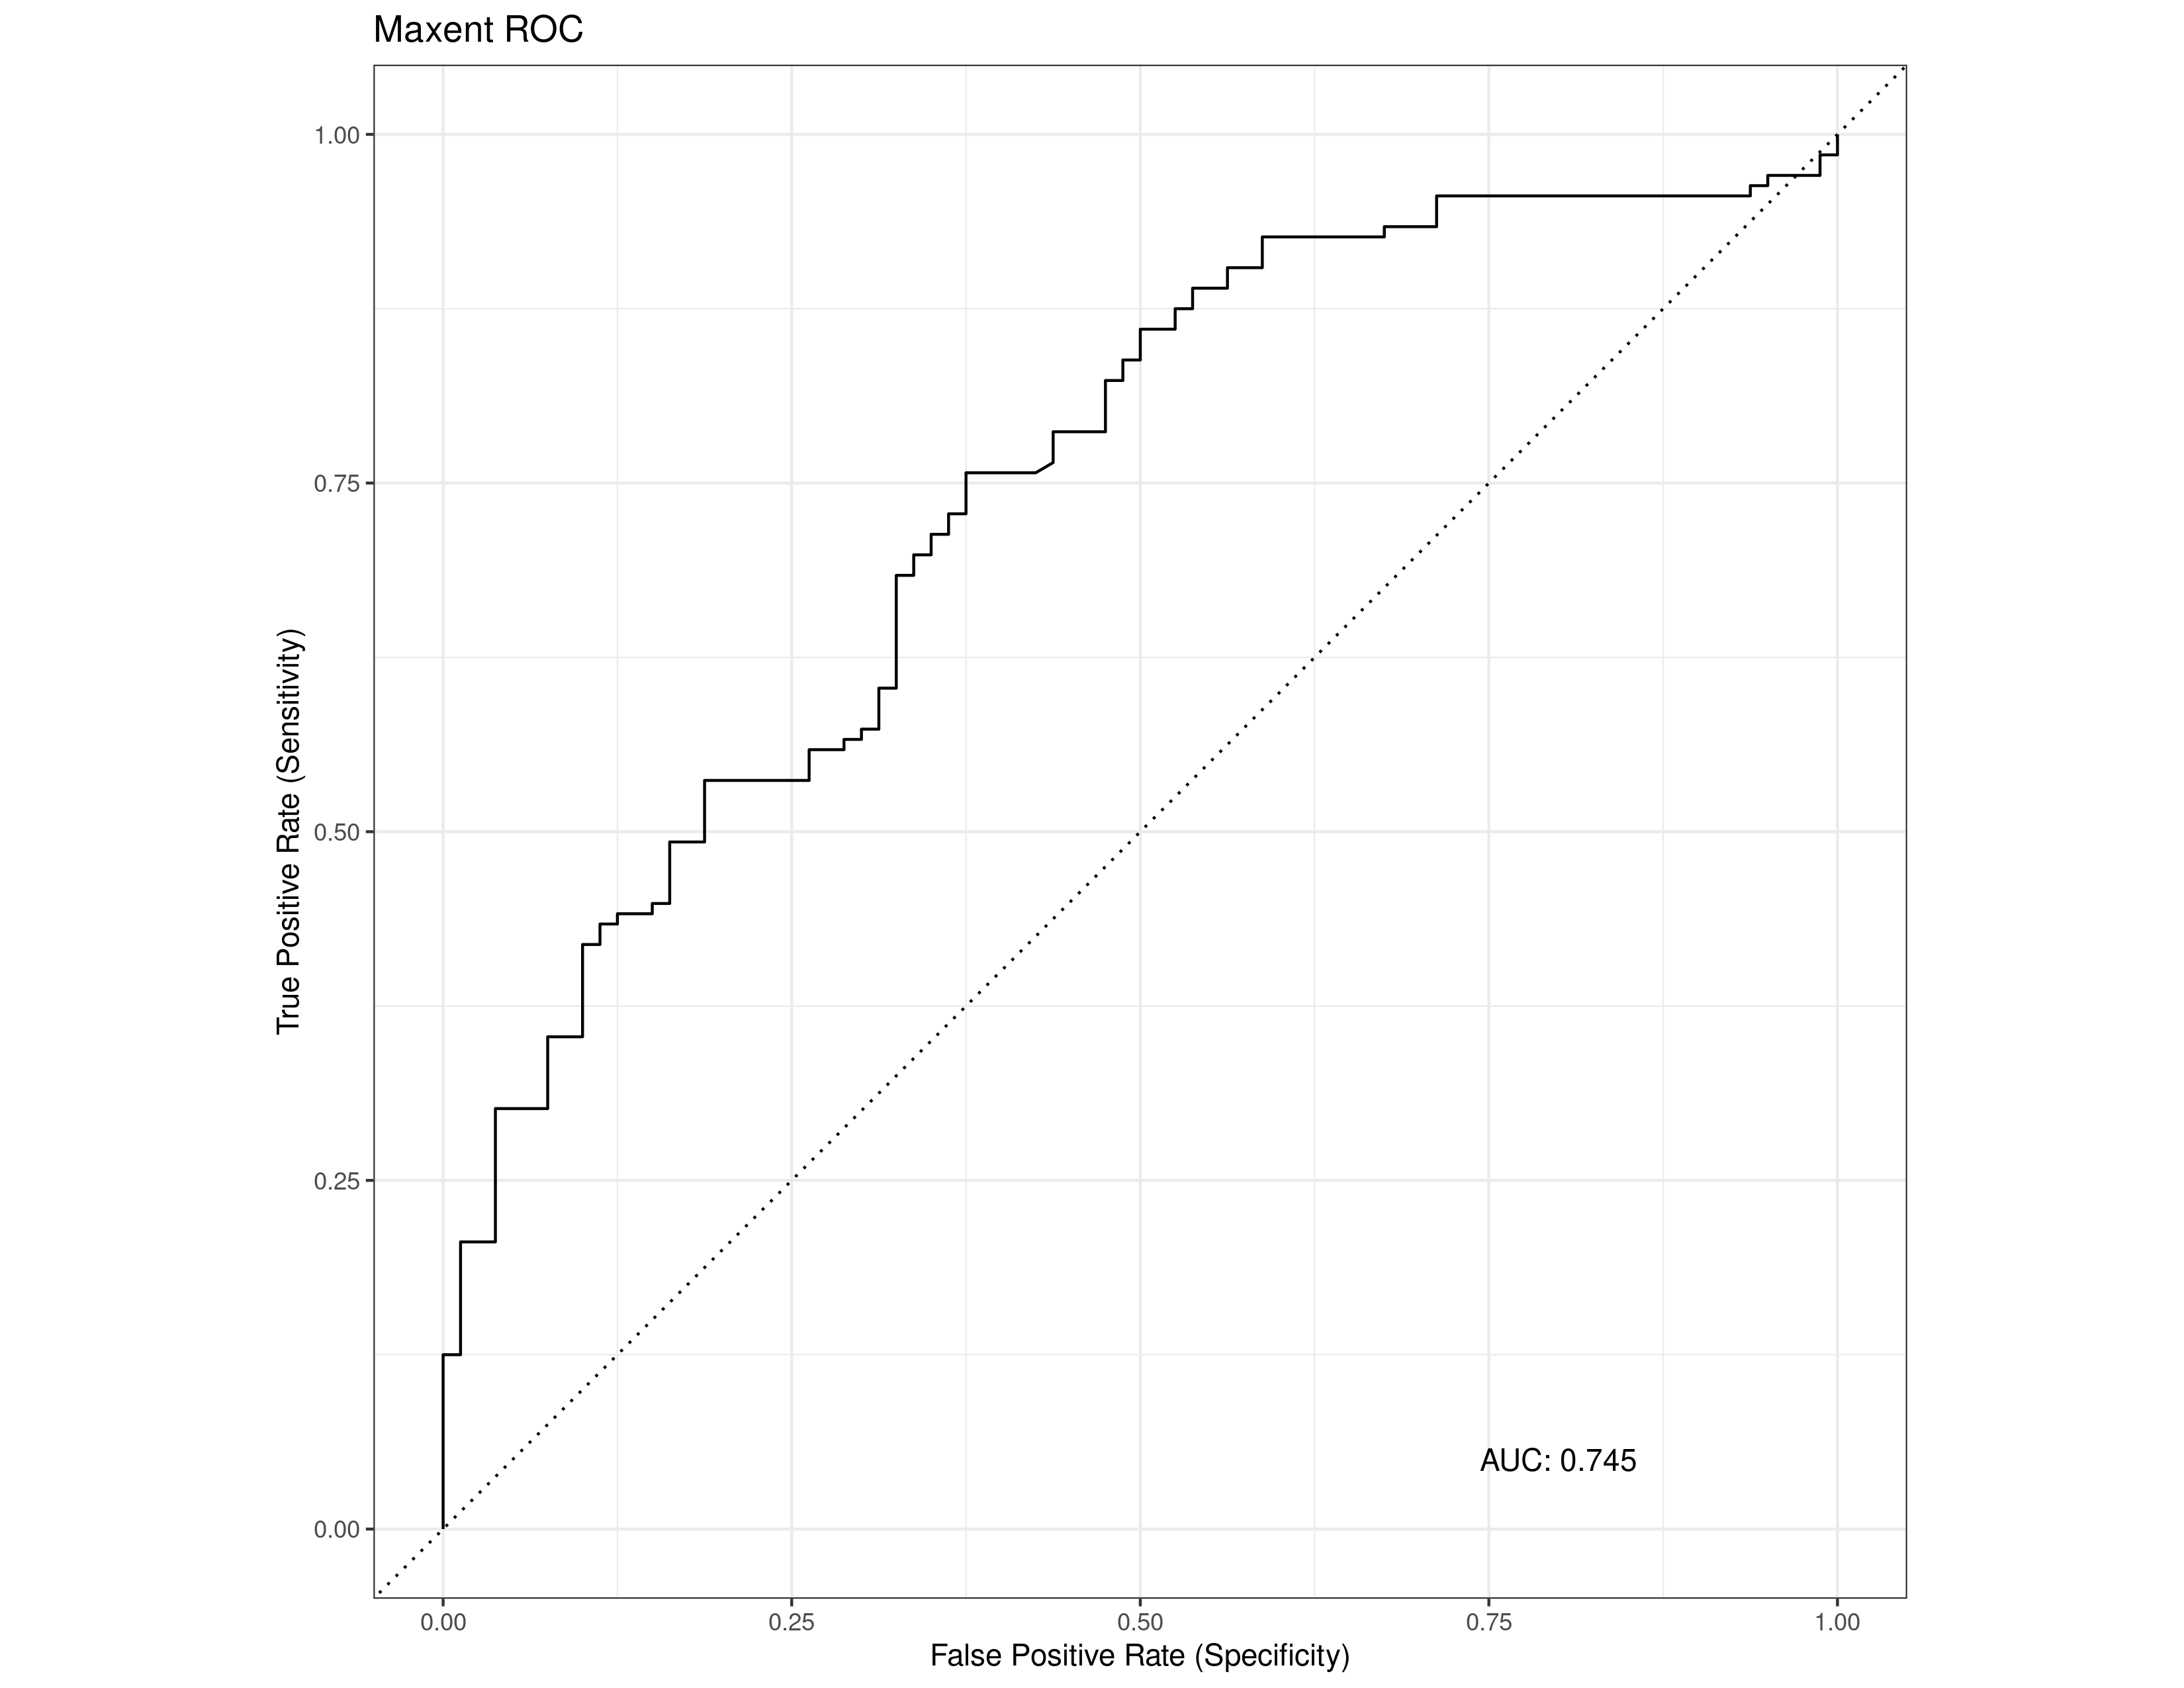 Maxent ROC
1.00
0.75
0.50
0.25
0.00
True Positive Rate (Sensitivity)
AUC: 0.745
0.00 0.25 0.50 0.75 1.00
False Positive Rate (Specificity)